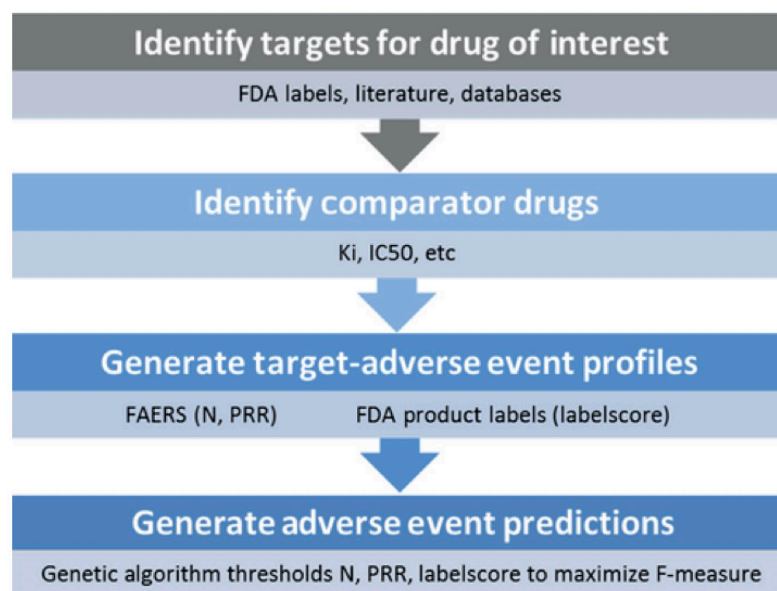 Identify targets for drug of interest
FDA labels, literature, databases
Identify comparator drugs
Ki, IC50, etc
Generate target-adverse event profiles
FAERS (N, PRR) FDA product labels (labelscore)
Generate adverse event predictions
Genetic algorithm thresholds N, PRR, labelscore to maximize F-measure